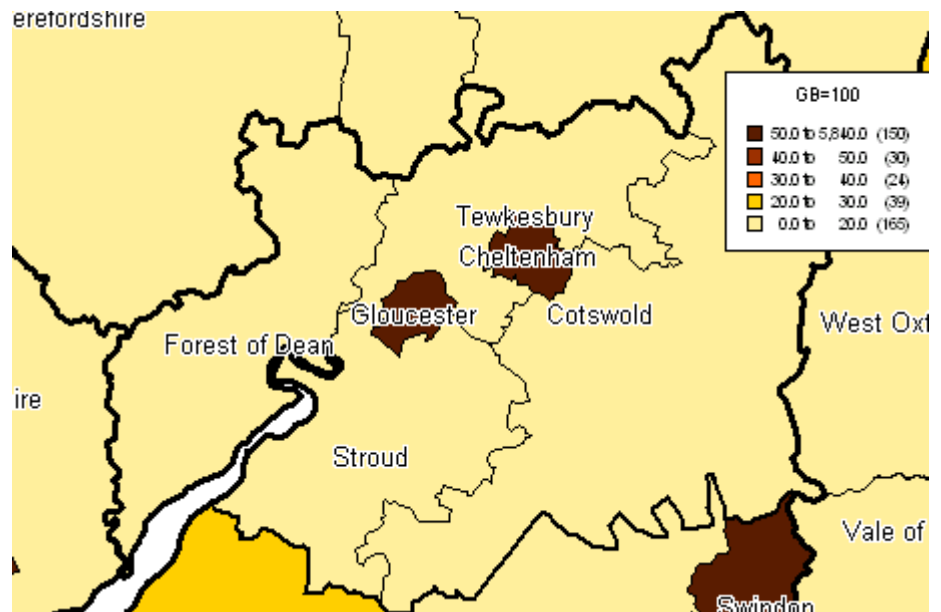 erefordshire
GB=100
50.0 to 5,840.0 (150)
40.0 to 50.0 (30)
30.0 to 40.0 (24)
20.0 to 30.0 (39)
0.0 to 20.0 (165)
Tewkesbury
Cheltenham
Gloucester
Cotswold
West Oxf
Forest of Dean
ire
Stroud
Vale of
Swindon